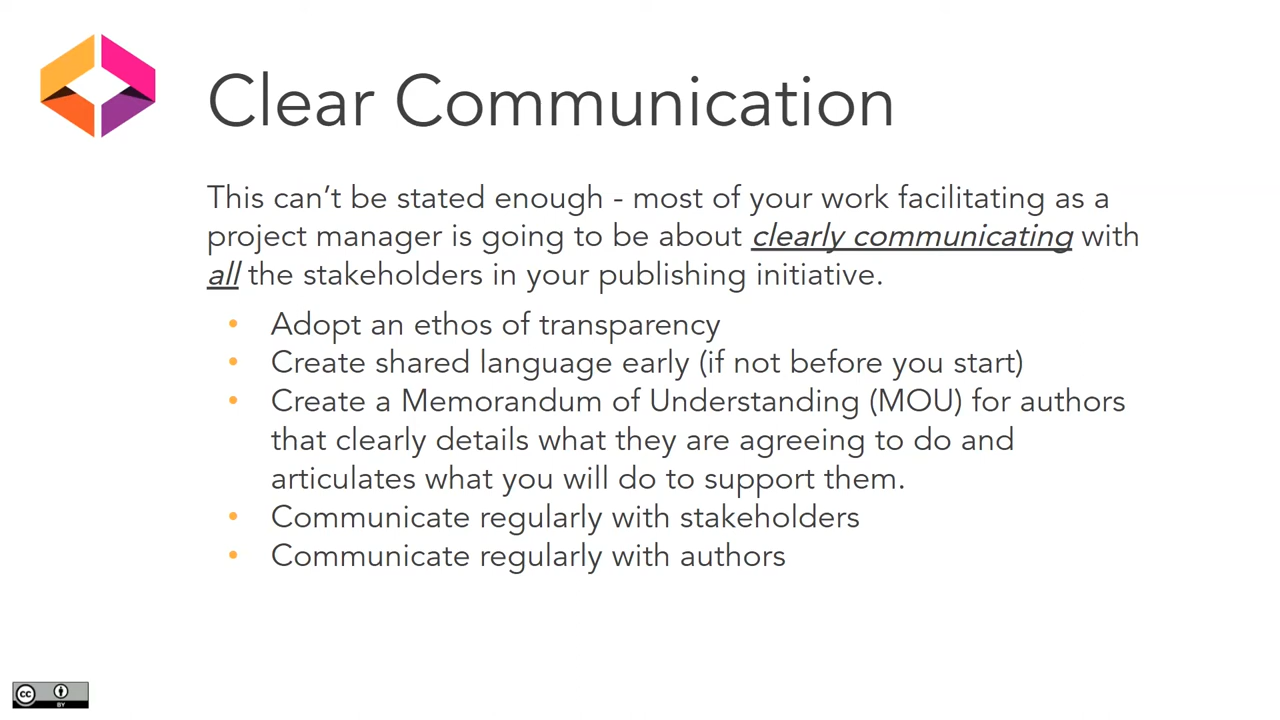 Clear Communication
This can’t be stated enough - most of your work facilitating as a
project manager is going to be about clearly communicating with
all the stakeholders in your publishing initiative.
• Adopt an ethos of transparency
• Create shared language early (if not before you start)
• Create a Memorandum of Understanding (MOU) for authors
that clearly details what they are agreeing to do and
articulates what you will do to support them.
• Communicate regularly with stakeholders
• Communicate regularly with authors
cc
BY